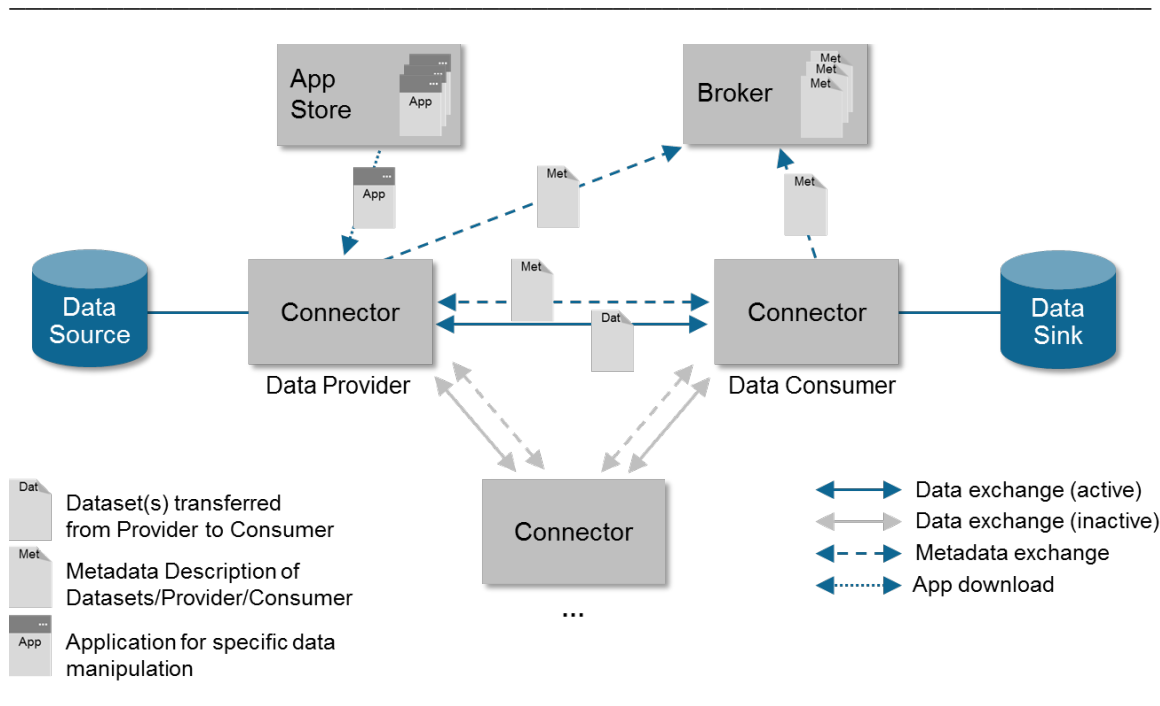 App
Store
...
...
...
App
Broker
Met
Met
Met
...
App
Met
Met
Data
Source
Connector
Data Provider
Met
Dat
Connector
Data Consumer
Data
Sink
Connector
...
Dat
Dataset(s) transferred
from Provider to Consumer
Met
Metadata Description of
Datasets/Provider/Consumer
...
App
Application for specific data
manipulation
Data exchange (active)
Data exchange (inactive)
Metadata exchange
App download